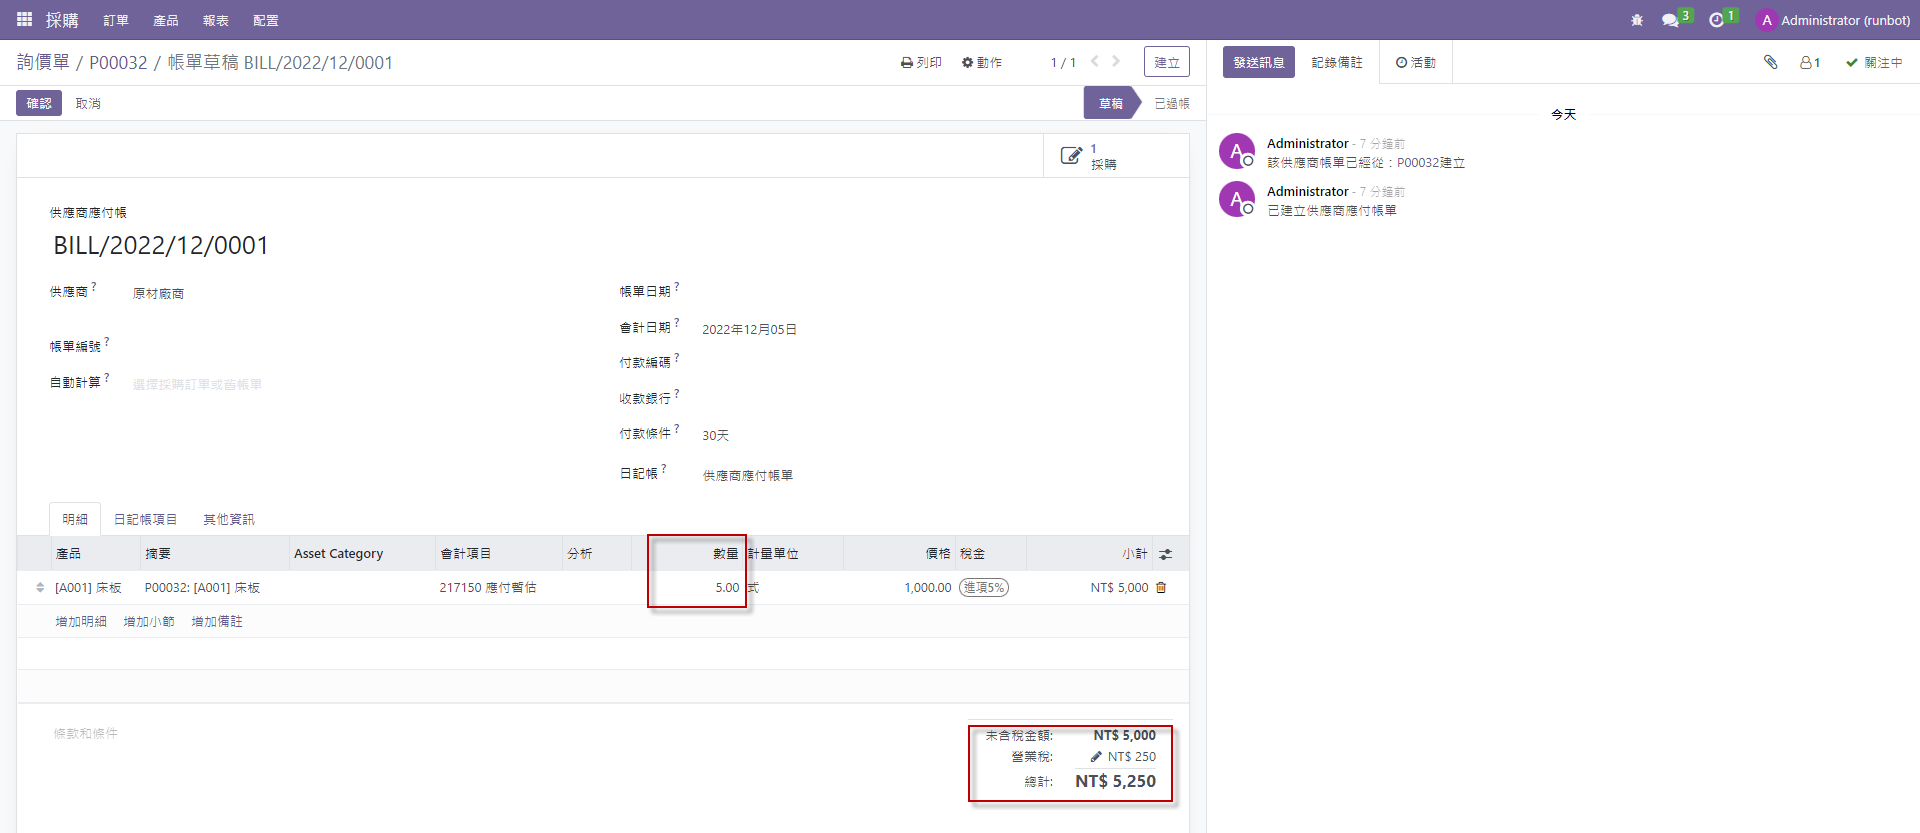 採購 訂單 產品 報表 配置 3 1 A Administrator (runbot)
詢價單 / P00032 / 帳單草稿 BILL/2022/12/0001 列印 動作 1 / 1 建立
發送訊息 記錄備註 活動 1 關注中
確認 取消 草稿 已過帳
今天
1
採購
A Administrator - 7 分鐘前
該供應商帳單已經從：P00032建立
A Administrator - 7 分鐘前
已建立供應商應付帳單
供應商應付帳
BILL/2022/12/0001
供應商? 原材廠商
帳單編號?
自動計算? 選擇採購訂單或舊帳單
帳單日期?
會計日期? 2022年12月05日
付款編碼?
收款銀行?
付款條件? 30天
日記帳? 供應商應付帳單
明細 日記帳項目 其他資訊
產品 摘要 Asset Category 會計項目 分析 數量 計量單位 價格 稅金 小計
[A001] 床板 P00032: [A001] 床板 217150 應付暫估 5.00 式 1,000.00 進項5% NT$ 5,000
增加明細 增加小節 增加備註
條款和條件
未含稅金額: NT$ 5,000
營業稅: NT$ 250
總計: NT$ 5,250